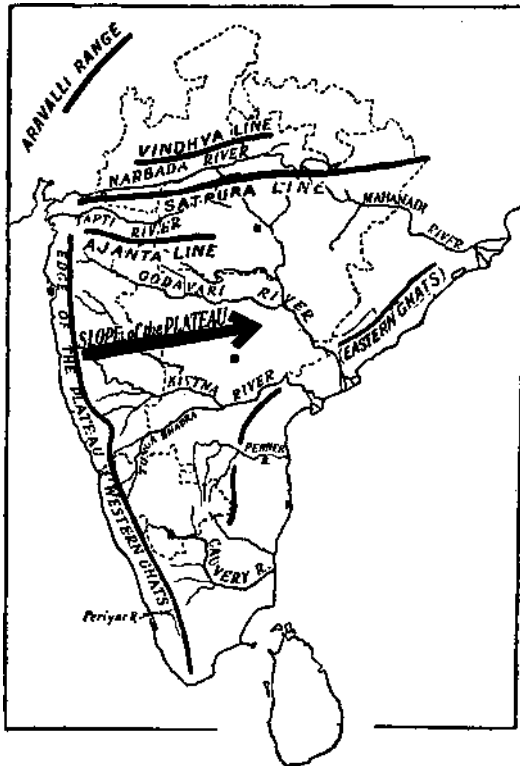 ARAVALLI RANGE
VINDHYA LINE
NARBADA RIVER
SATPURA LINE
MAHANADI RIVER
TAPTI RIVER
AJANTA LINE
GODAVARI RIVER
EDGE OF THE PLATEAU & WESTERN GHATS
SLOPE of the PLATEAU
(EASTERN GHATS)
KISTNA RIVER
TUNGA BHADRA
PENNER
R.
CAUVERY R.
Periyar R.